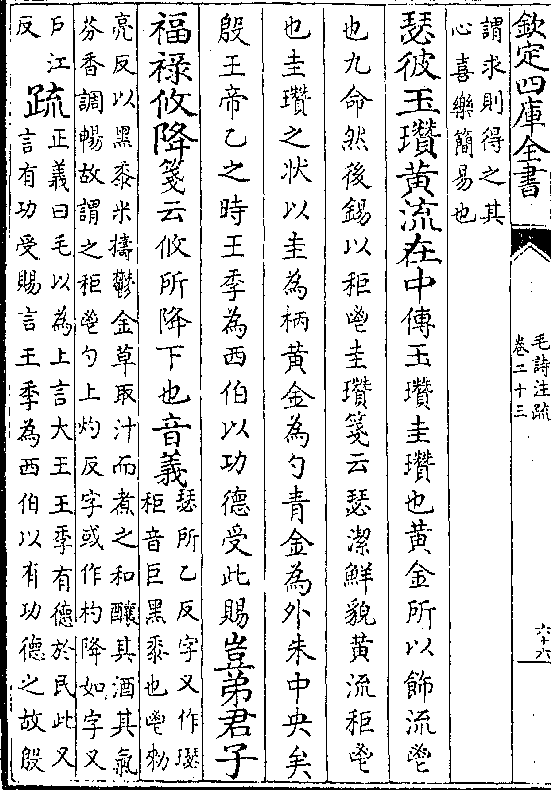 欽定四庫全書
毛詩注疏
卷二十三
六十六
謂求則得之其
心喜樂簡易也
瑟彼玉瓚黃流在中傳玉瓚圭瓚也黃金所以飾流鬯
也九命然後錫以秬鬯圭瓚箋云瑟潔鮮貌黃流秬鬯
也圭瓚之狀以圭為柄黃金為勺青金為外朱中央矣
殷王帝乙之時王季為西伯以功德受此賜豈弟君子
福禄攸降箋云攸所降下也音義
瑟所乙反字又作璱
秬音巨黑黍也鬯勑
亮反以黑黍米擣鬱金草取汁而煮之和釀其酒其氣
芬香調暢故謂之秬鬯勺上灼反字或作杓降如字又
戶江
反
疏
正義曰毛以為上言大王王季有德於民此又
言有功受賜言王季為西伯以有功德之故殷